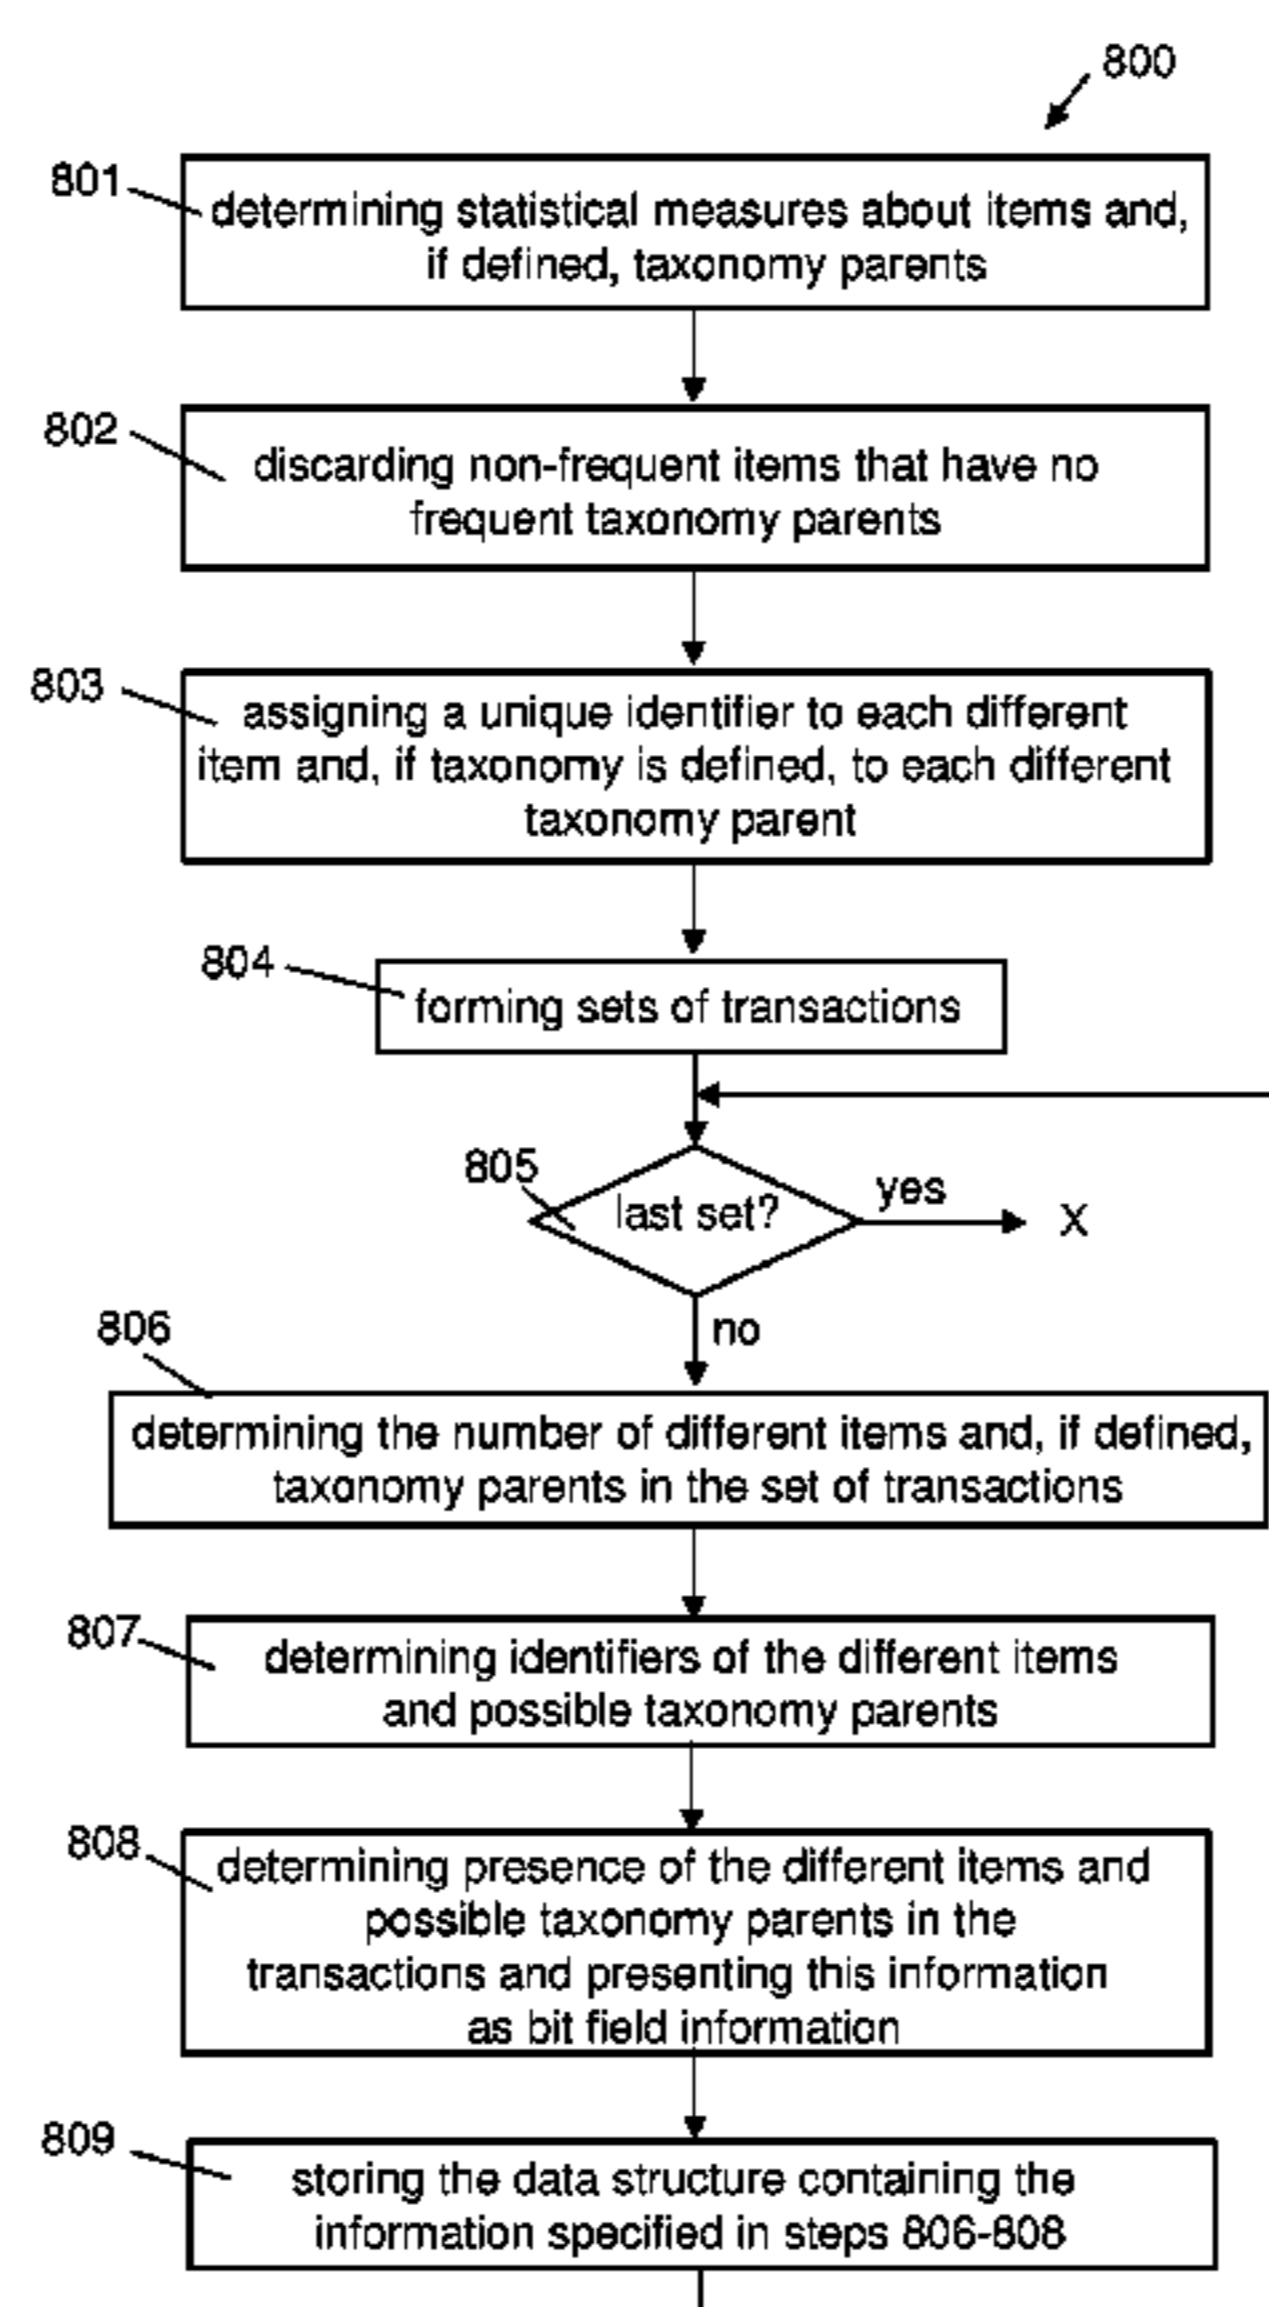 800
801
determining statistical measures about items and,
if defined, taxonomy parents
802
discarding non-frequent items that have no
frequent taxonomy parents
803
assigning a unique identifier to each different
item and, if taxonomy is defined, to each different
taxonomy parent
804
forming sets of transactions
805
last set?
yes
X
no
806
determining the number of different items and, if defined,
taxonomy parents in the set of transactions
807
determining identifiers of the different items
and possible taxonomy parents
808
determining presence of the different items and
possible taxonomy parents in the
transactions and presenting this information
as bit field information
809
storing the data structure containing the
information specified in steps 806-808